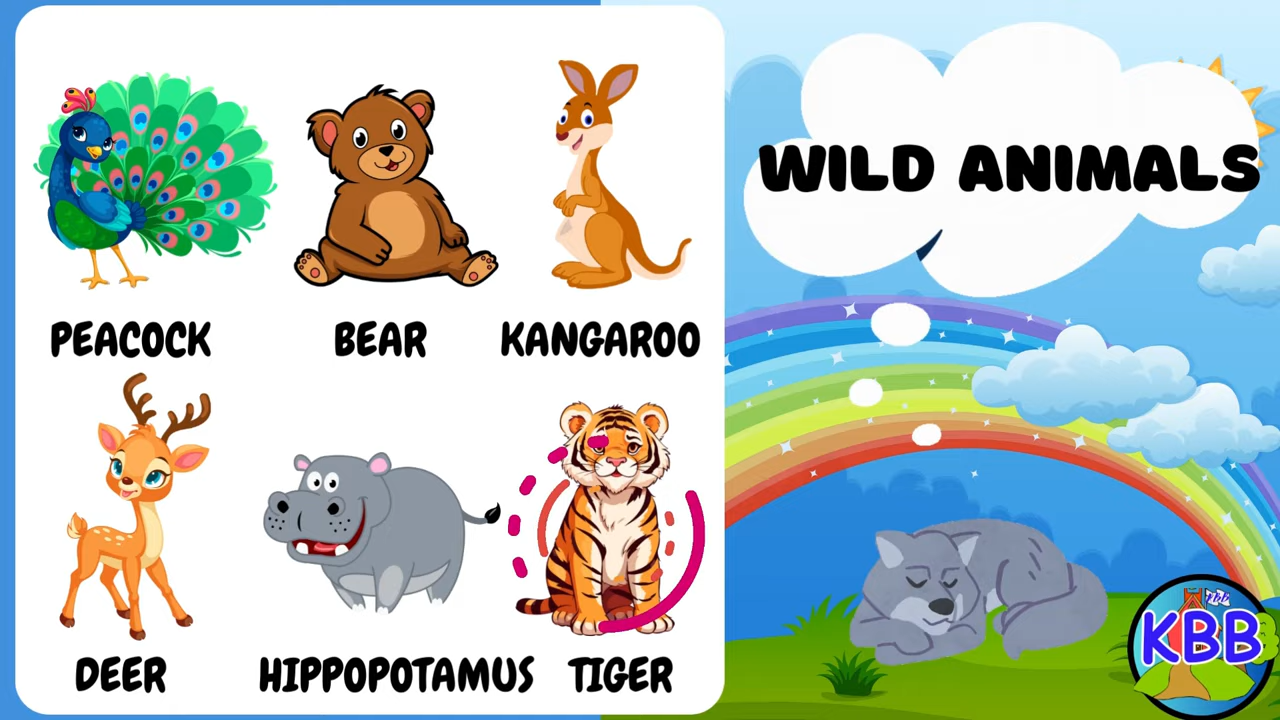 WILD ANIMALS
PEACOCK
BEAR
KANGAROO
DEER
HIPPOPOTAMUS
TIGER
KBB